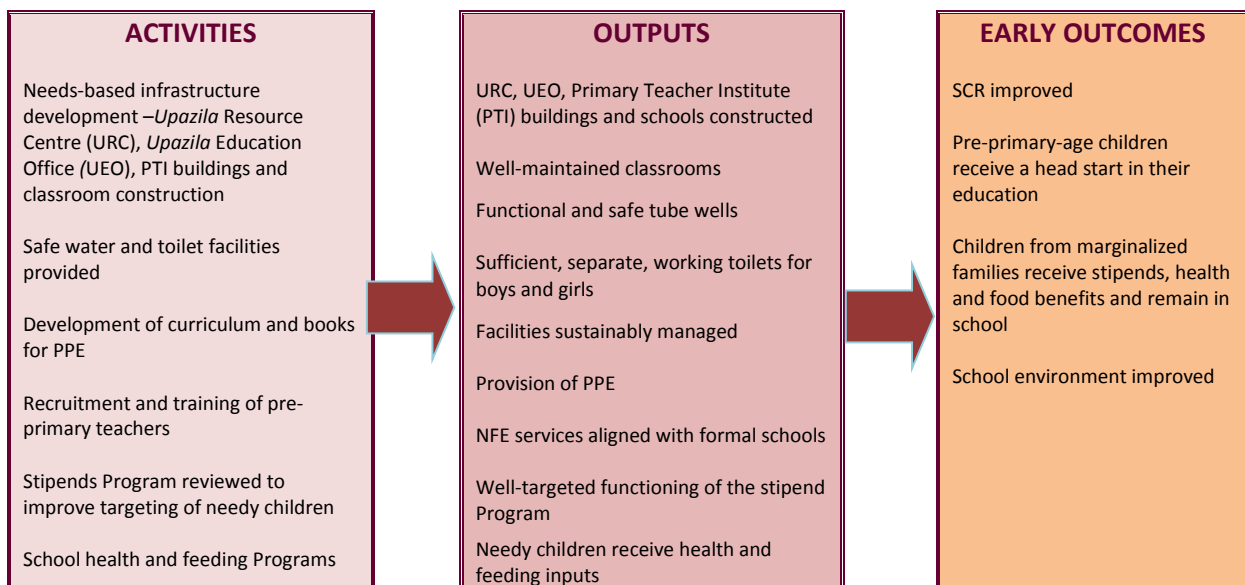 ACTIVITIES
Needs-based infrastructure
development –Upazila Resource
Centre (URC), Upazila Education
Office (UEO), PTI buildings and
classroom construction
Safe water and toilet facilities
provided
Development of curriculum and books
for PPE
Recruitment and training of pre-
primary teachers
Stipends Program reviewed to
improve targeting of needy children
School health and feeding Programs
OUTPUTS
URC, UEO, Primary Teacher Institute
(PTI) buildings and schools constructed
Well-maintained classrooms
Functional and safe tube wells
Sufficient, separate, working toilets for
boys and girls
Facilities sustainably managed
Provision of PPE
NFE services aligned with formal schools
Well-targeted functioning of the stipend
Program
Needy children receive health and
feeding inputs
EARLY OUTCOMES
SCR improved
Pre-primary-age children
receive a head start in their
education
Children from marginalized
families receive stipends, health
and food benefits and remain in
school
School environment improved